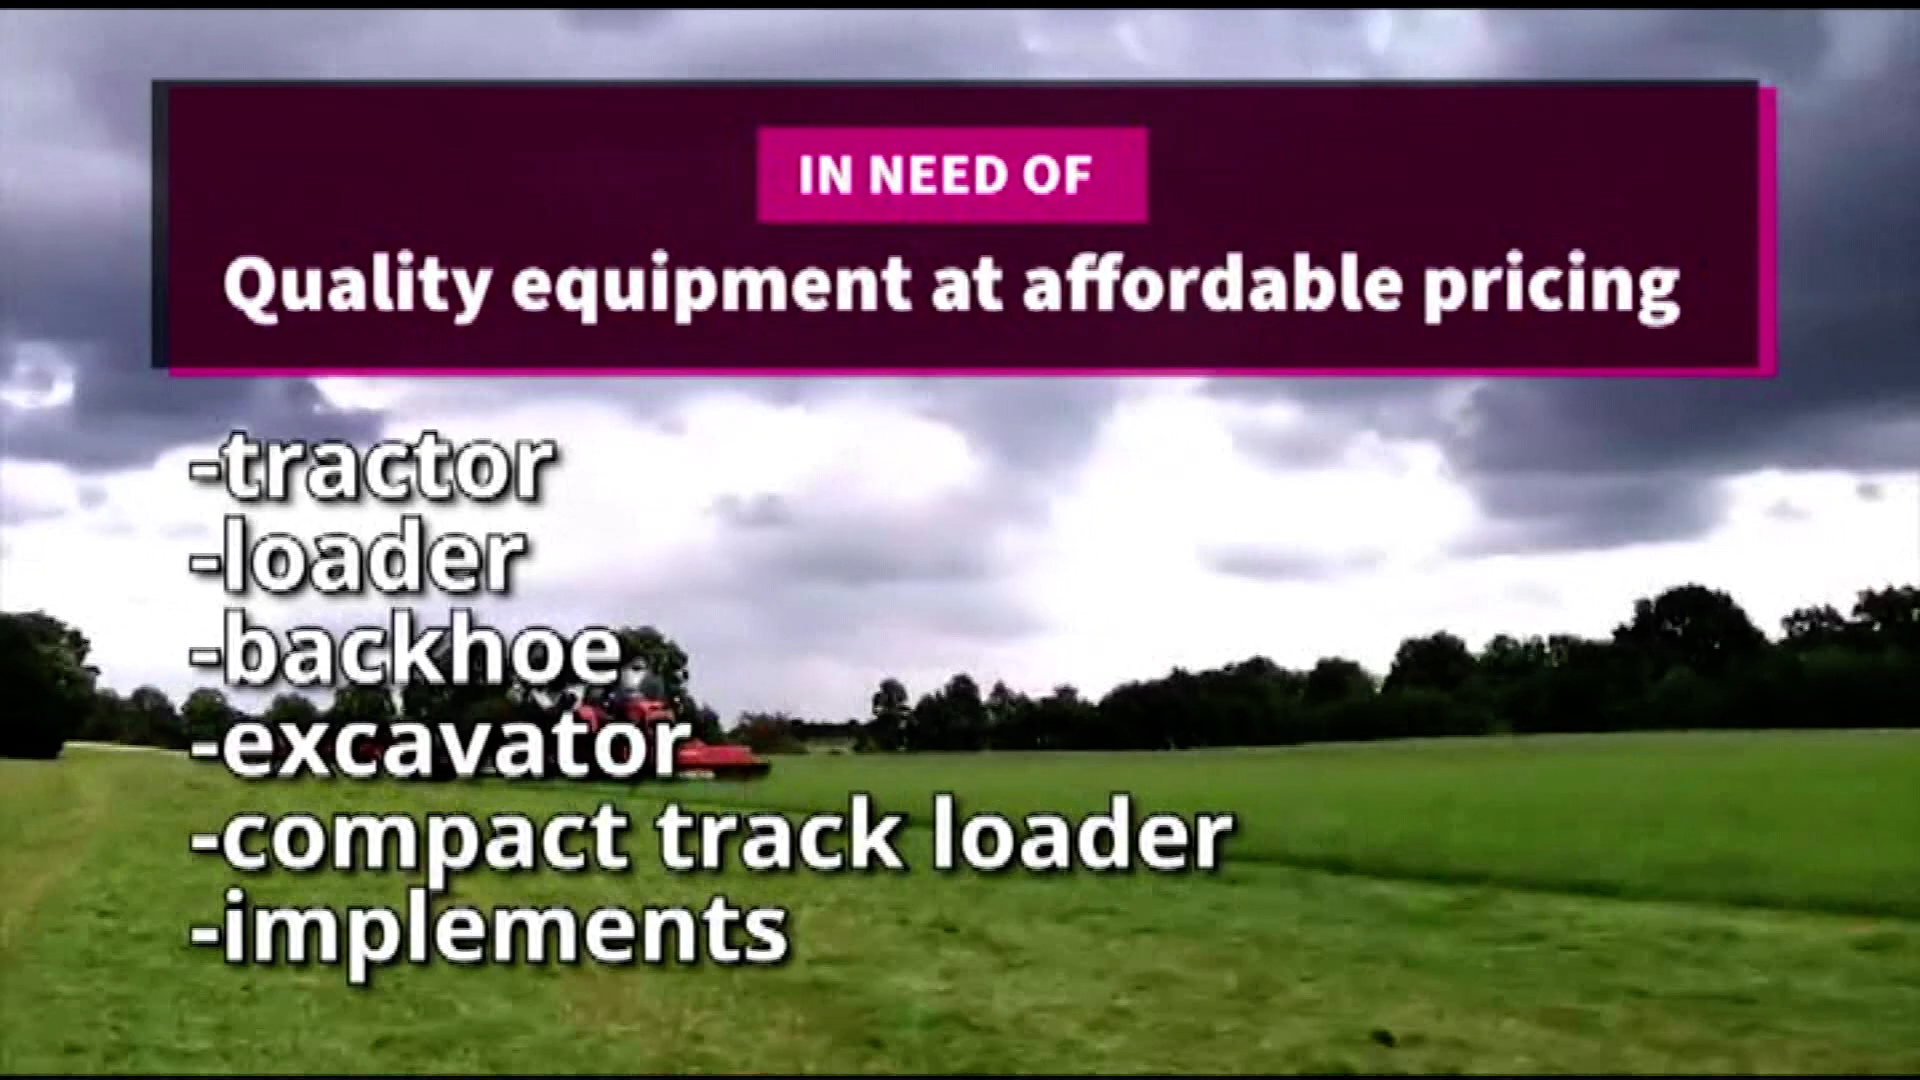 IN NEED OF
Quality equipment at affordable pricing
-tractor
-loader
-backhoe
-excavator
-compact track loader
-implements